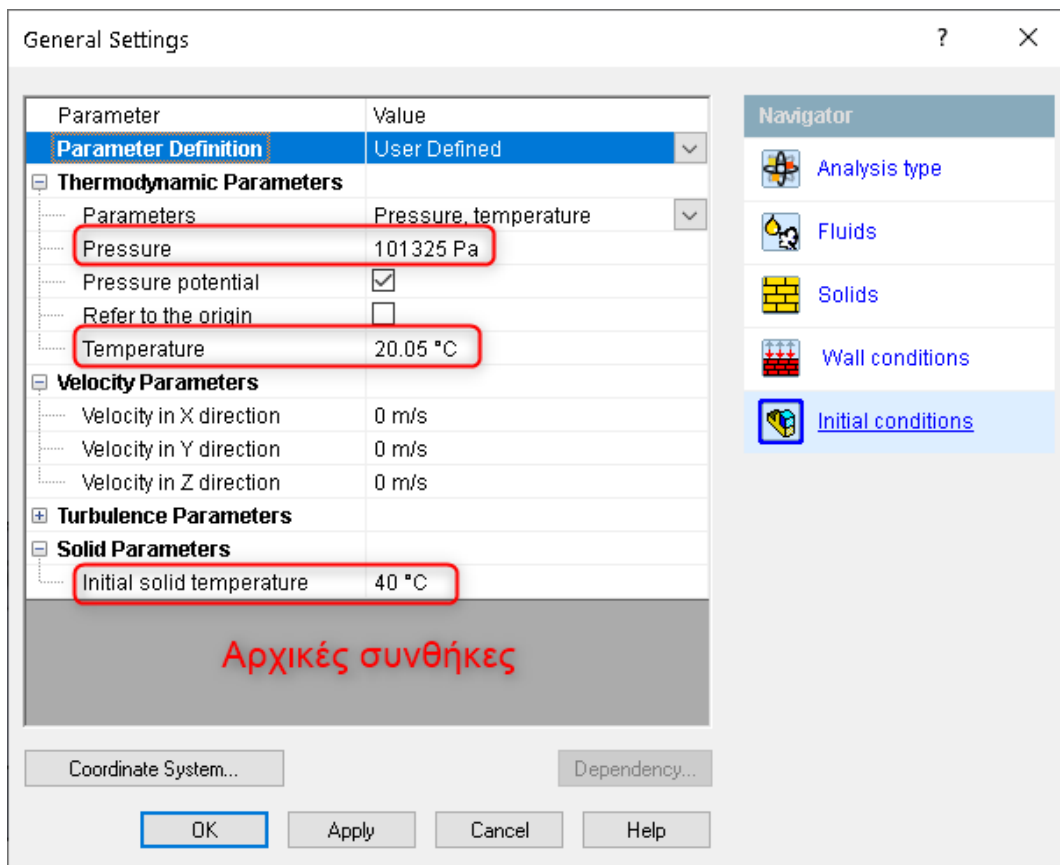 General Settings ? ×
Parameter Value
Parameter Definition User Defined
Thermodynamic Parameters
Parameters Pressure, temperature
Pressure 101325 Pa
Pressure potential
Refer to the origin
Temperature 20.05 °C
Velocity Parameters
Velocity in X direction 0 m/s
Velocity in Y direction 0 m/s
Velocity in Z direction 0 m/s
Turbulence Parameters
Solid Parameters
Initial solid temperature 40 °C
Αρχικές συνθήκες
Navigator
Analysis type
Fluids
Solids
Wall conditions
Initial conditions
Coordinate System... Dependency...
OK Apply Cancel Help